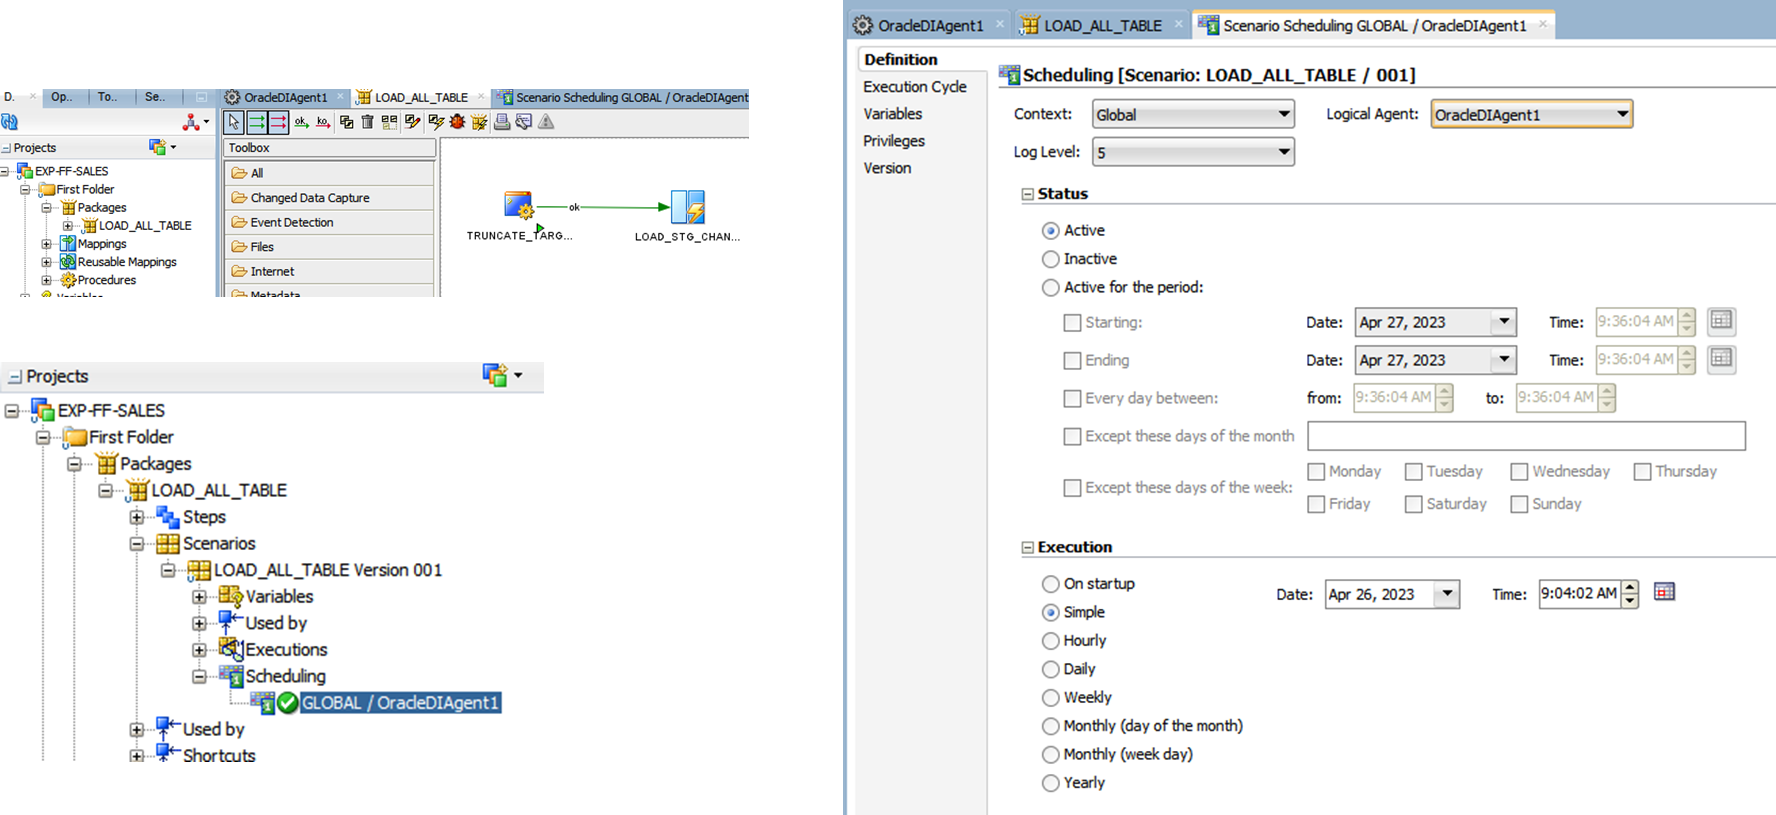 D.
Op..
To..
Se..
OracleDIAgent1
LOAD_ALL_TABLE
Scenario Scheduling GLOBAL / OracleDIAgent
ok
ko
Projects
EXP-FF-SALES
First Folder
Packages
LOAD_ALL_TABLE
Mappings
Reusable Mappings
Procedures
Variables
Toolbox
All
Changed Data Capture
Event Detection
Files
Internet
Metadata
ok
TRUNCATE_TARG...
LOAD_STG_CHAN...
Projects
EXP-FF-SALES
First Folder
Packages
LOAD_ALL_TABLE
Steps
Scenarios
LOAD_ALL_TABLE Version 001
Variables
Used by
Executions
Scheduling
GLOBAL / OracleDIAgent1
Used by
Shortcuts
OracleDIAgent1
LOAD_ALL_TABLE
Scenario Scheduling GLOBAL / OracleDIAgent1
Definition
Execution Cycle
Variables
Privileges
Version
Scheduling [Scenario: LOAD_ALL_TABLE / 001]
Context: Global Logical Agent: OracleDIAgent1
Log Level: 5
Status
Active
Inactive
Active for the period:
Starting: Date: Apr 27, 2023 Time: 9:36:04 AM
Ending Date: Apr 27, 2023 Time: 9:36:04 AM
Every day between: from: 9:36:04 AM to: 9:36:04 AM
Except these days of the month
Except these days of the week: Monday Tuesday Wednesday Thursday
Friday Saturday Sunday
Execution
On startup Date: Apr 26, 2023 Time: 9:04:02 AM
Simple
Hourly
Daily
Weekly
Monthly (day of the month)
Monthly (week day)
Yearly